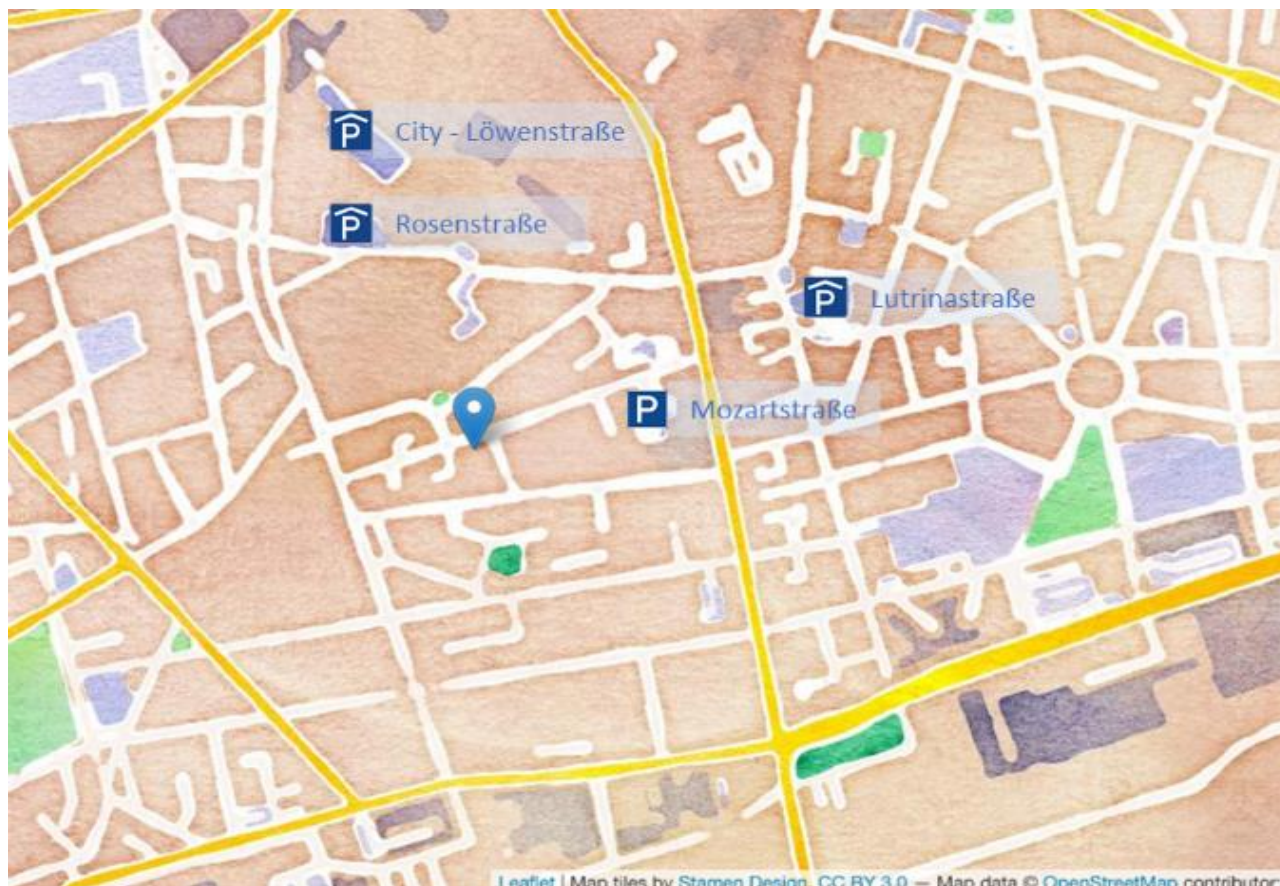 P City - Löwenstraße
P Rosenstraße
P Lutrinastraße
P Mozartstraße
Leaflet | Map tiles by Stamen Design, CC BY 3.0 — Map data © OpenStreetMap contributors